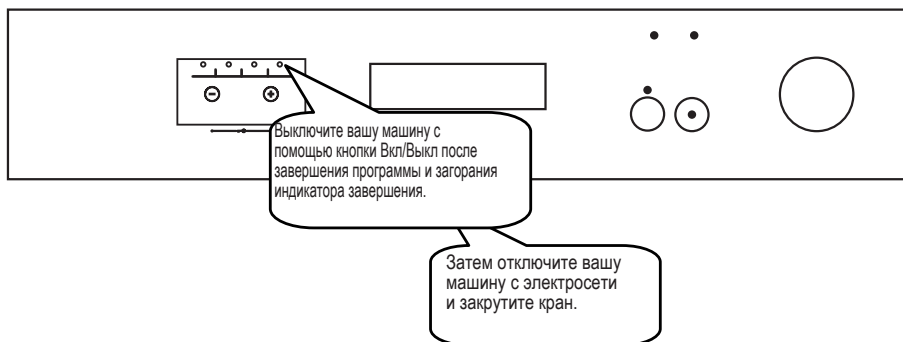 Выключите вашу машину с
помощью кнопки Вкл/Выкл после
завершения программы и загорания
индикатора завершения.
Затем отключите вашу
машину с электросети
и закрутите кран.